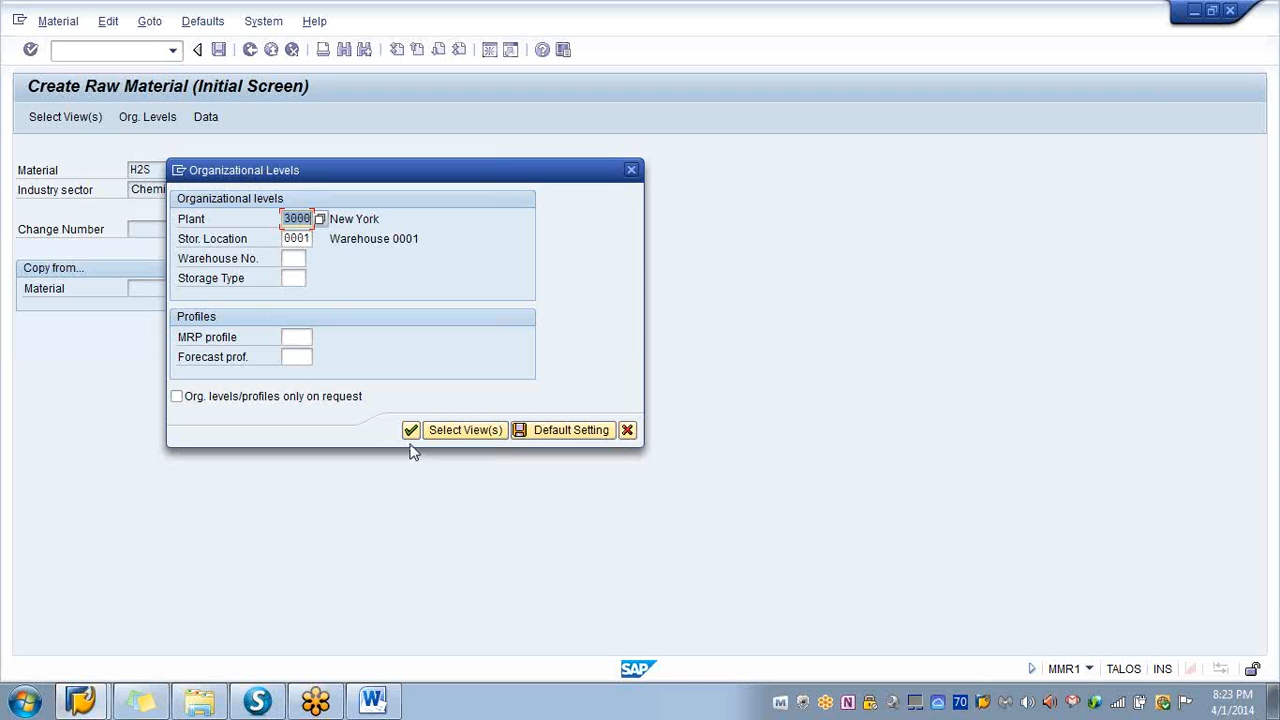 Material Edit Goto Defaults System Help
Create Raw Material (Initial Screen)
Select View(s) Org. Levels Data
Material H2S
Industry sector Chemi
Change Number
Copy from...
Material
Organizational Levels
Organizational levels
Plant 3000 New York
Stor. Location 0001 Warehouse 0001
Warehouse No.
Storage Type
Profiles
MRP profile
Forecast prof.
Org. levels/profiles only on request
Select View(s) Default Setting
SAP
MMR1 TALOS INS
S W M N 70
8:23 PM
4/1/2014